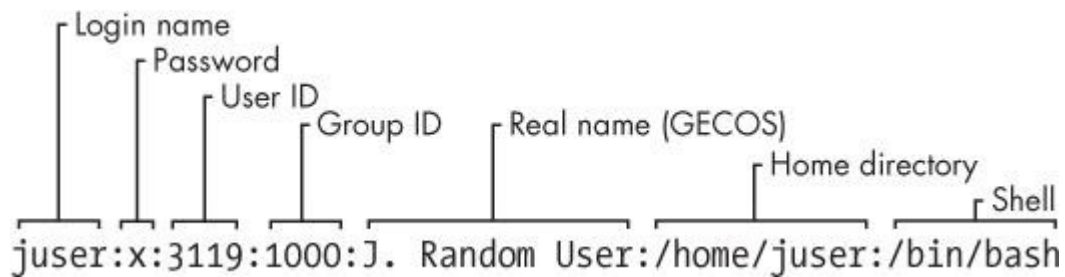 Login name
Password
User ID
Group ID
Real name (GECOS)
Home directory
Shell
juser:x:3119:1000:J. Random User:/home/juser:/bin/bash